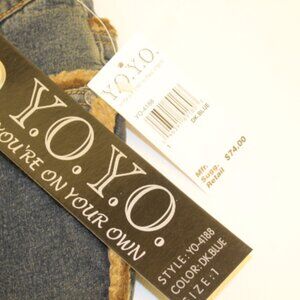 Y.O.Y.O.
YO-4188
DK.BLUE
Mfr.
Sugg.
Retail
$74.00
Y.O.Y.O.
YOU'RE ON YOUR OWN
STYLE: YO-4188
COLOR: DK.BLUE
SIZE: 1